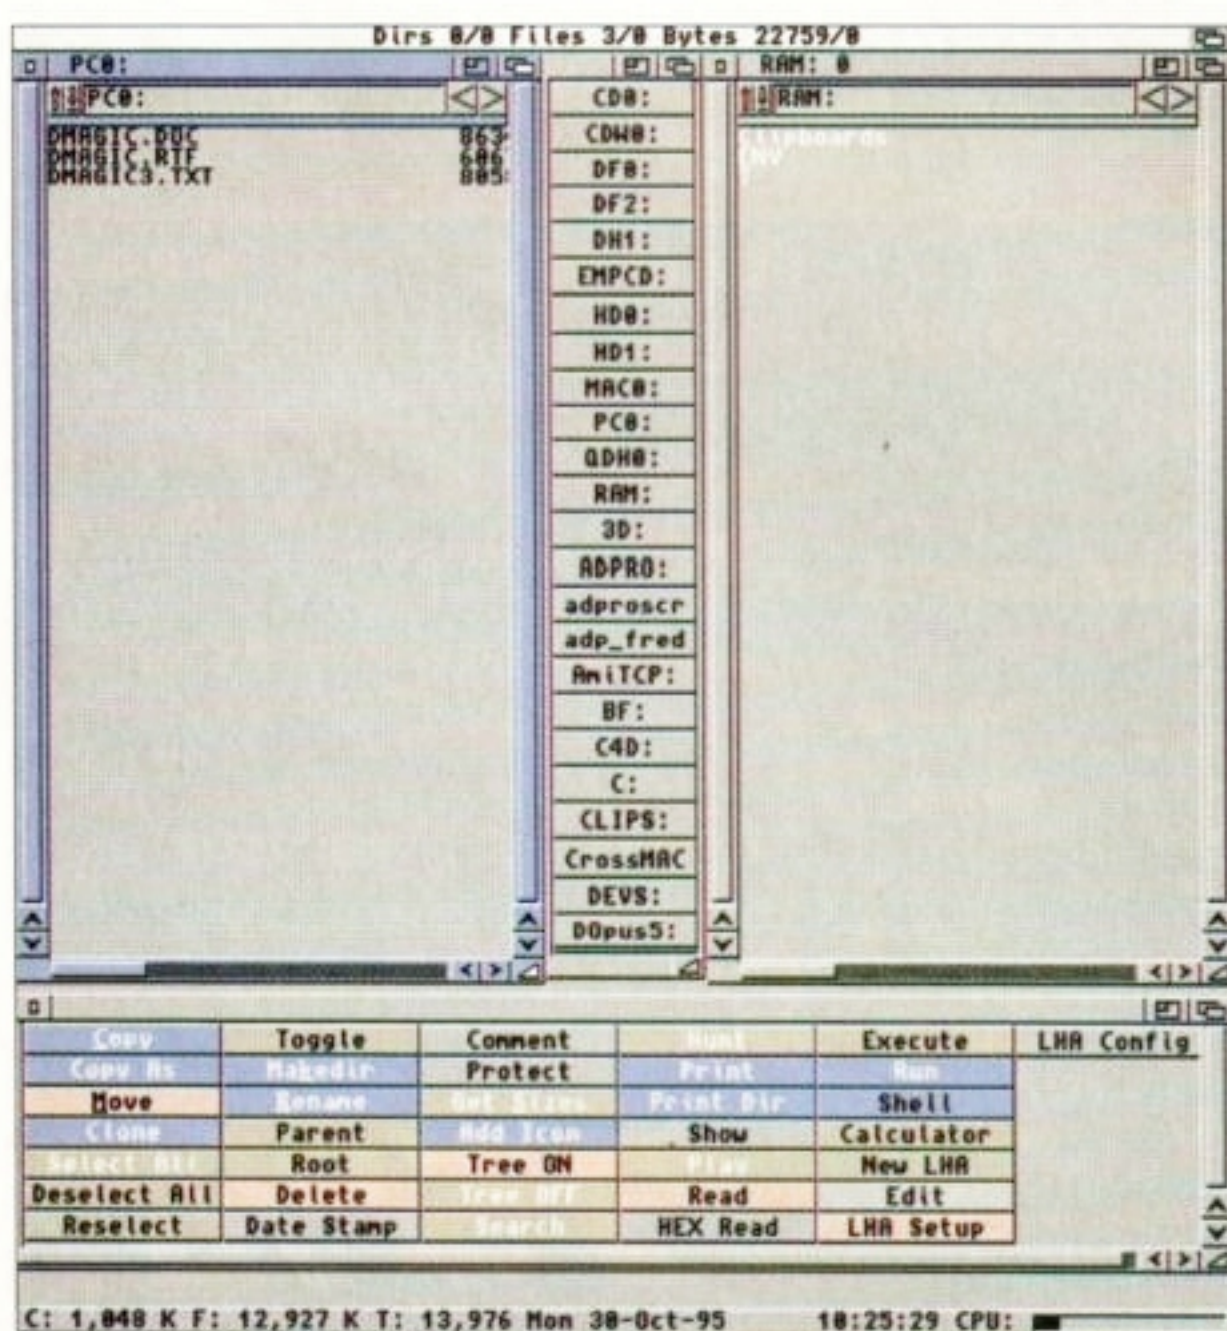 Dirs 0/0 Files 3/0 Bytes 22759/0
PC0:
RAM: 0
PC0:
RAM:
DMAGIC.DOC 863
DMAGIC.RTF 606
DMAGIC3.TXT 805
CD0:
CDW0:
DF0:
DF2:
DH1:
EMPCD:
HD0:
HD1:
MAC0:
PC0:
QDH0:
RAM:
3D:
ADPRO:
adproscr
adp_fred
AmiTCP:
BF:
C4D:
C:
CLIPS:
CrossMAC
DEVS:
DOpus5:
Clipboards
ENV
Copy Toggle Comment Hunt Execute LHA Config
Copy As Makedir Protect Print Run
Move Rename Get Sizes Print Dir Shell
Clone Parent Add Icon Show Calculator
Select All Root Tree ON Play New LHA
Deselect All Delete Tree OFF Read Edit
Reselect Date Stamp Search HEX Read LHA Setup
C: 1,048 K F: 12,927 K T: 13,976 Mon 30-Oct-95 10:25:29 CPU: